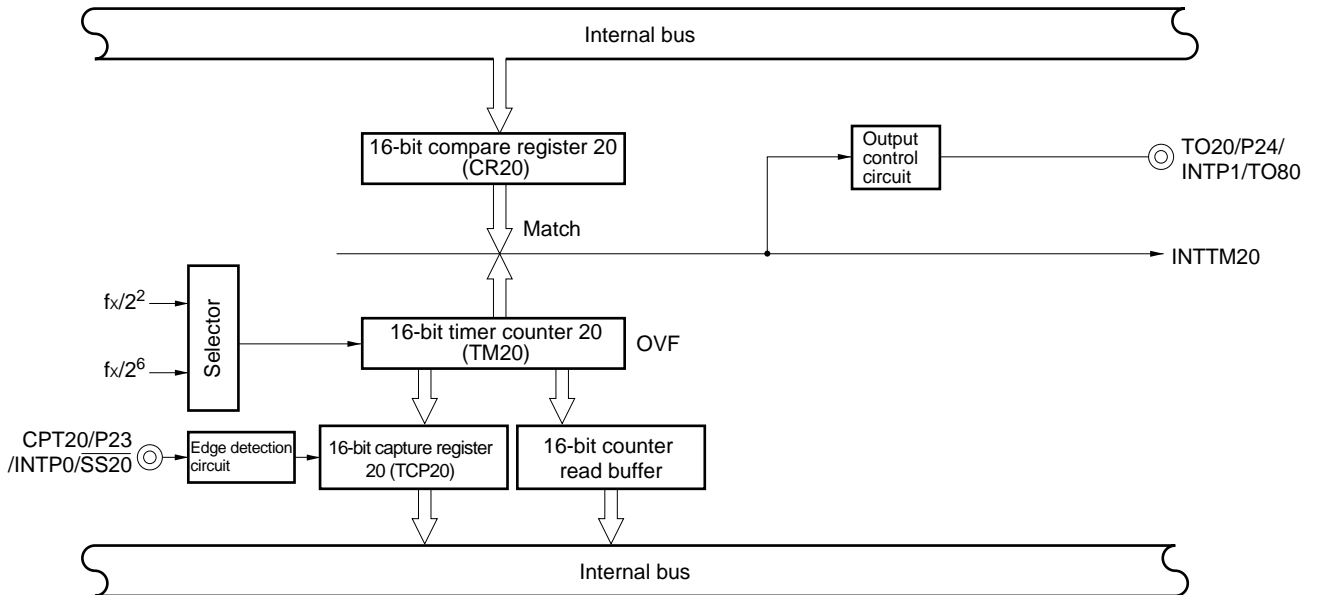 Internal bus
16-bit compare register 20
(CR20)
Output
control
circuit
TO20/P24/
INTP1/TO80
Match
INTTM20
fX/2²
fX/2⁶
Selector
16-bit timer counter 20
(TM20)
OVF
CPT20/P23
/INTP0/S̅S̅2̅0̅
Edge detection
circuit
16-bit capture register
20 (TCP20)
16-bit counter
read buffer
Internal bus